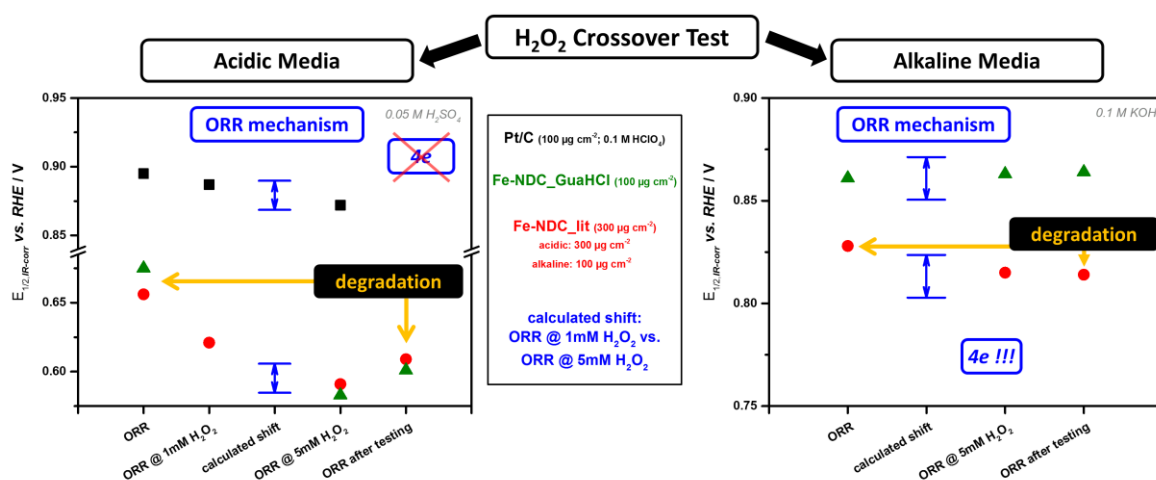 H₂O₂ Crossover Test
Acidic Media
Alkaline Media
E1/2,IR-corr vs. RHE / V
0.95
0.90
0.85
0.65
0.60
ORR mechanism
0.05 M H₂SO₄
4e
degradation
ORR
ORR @ 1mM H₂O₂
calculated shift
ORR @ 5mM H₂O₂
ORR after testing
Pt/C (100 µg cm⁻²; 0.1 M HClO₄)
Fe-NDC_GuaHCl (100 µg cm⁻²)
Fe-NDC_lit (300 µg cm⁻²)
acidic: 300 µg cm⁻²
alkaline: 100 µg cm⁻²
calculated shift:
ORR @ 1mM H₂O₂ vs.
ORR @ 5mM H₂O₂
E1/2,IR-corr vs. RHE / V
0.90
0.85
0.80
0.75
ORR mechanism
0.1 M KOH
degradation
4e !!!
ORR
calculated shift
ORR @ 5mM H₂O₂
ORR after testing